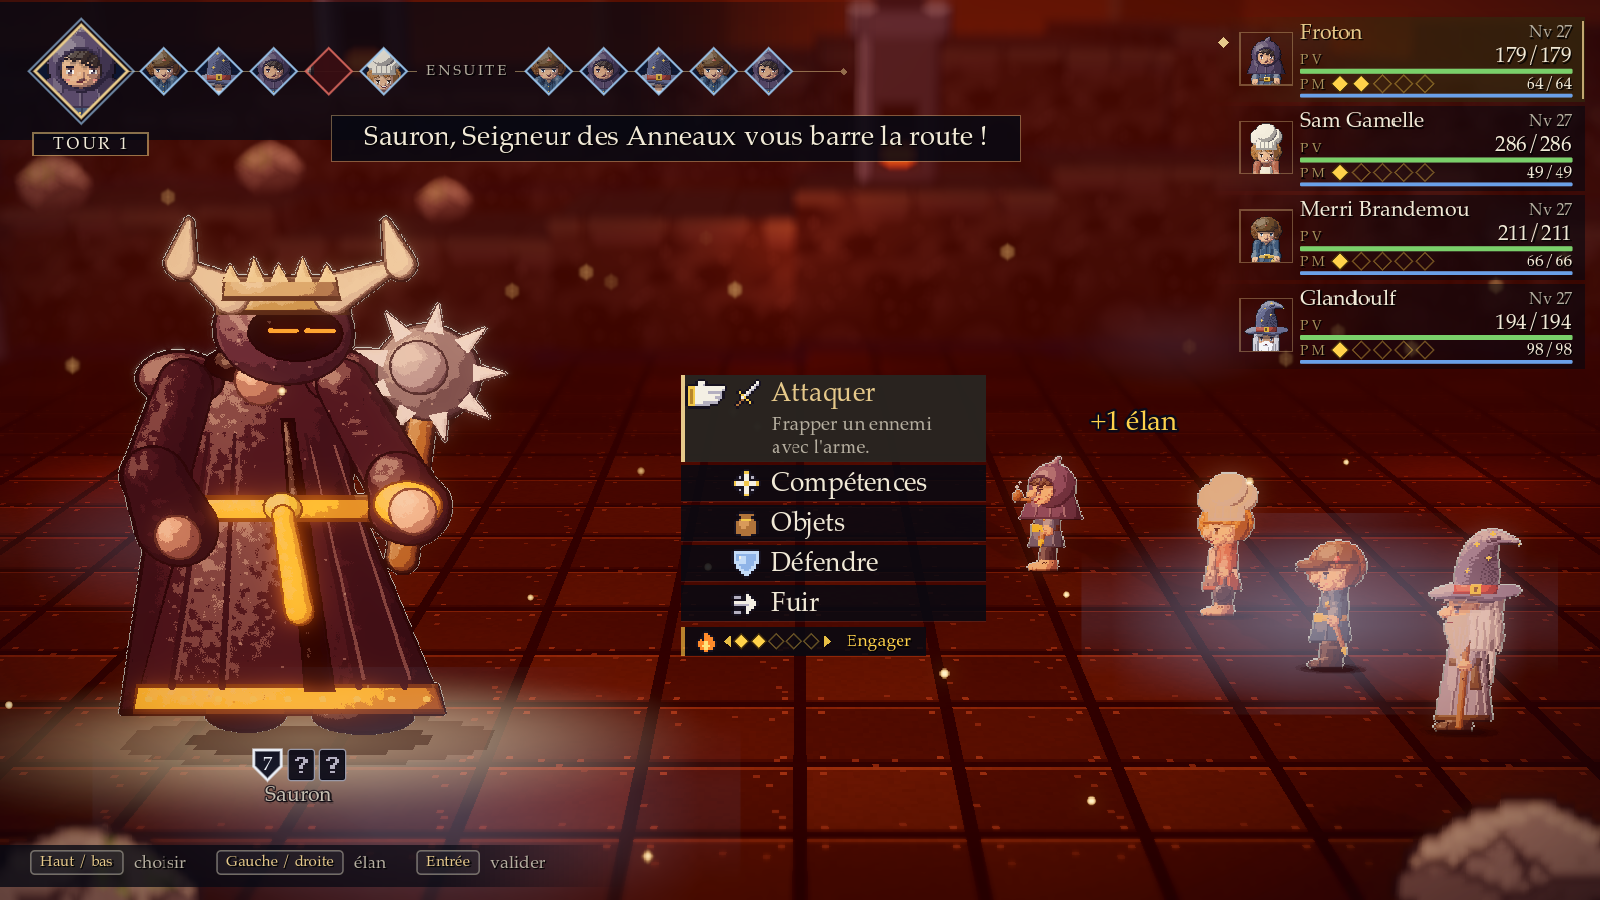 ENSUITE
TOUR 1
Sauron, Seigneur des Anneaux vous barre la route !
Froton Nv 27
PV 179/179
PM 64/64
Sam Gamelle Nv 27
PV 286/286
PM 49/49
Merri Brandemou Nv 27
PV 211/211
PM 66/66
Glandoulf Nv 27
PV 194/194
PM 98/98
Attaquer
Frapper un ennemi
avec l'arme.
Compétences
Objets
Défendre
Fuir
Engager
+1 élan
7 ? ?
Sauron
Haut / bas choisir Gauche / droite élan Entrée valider